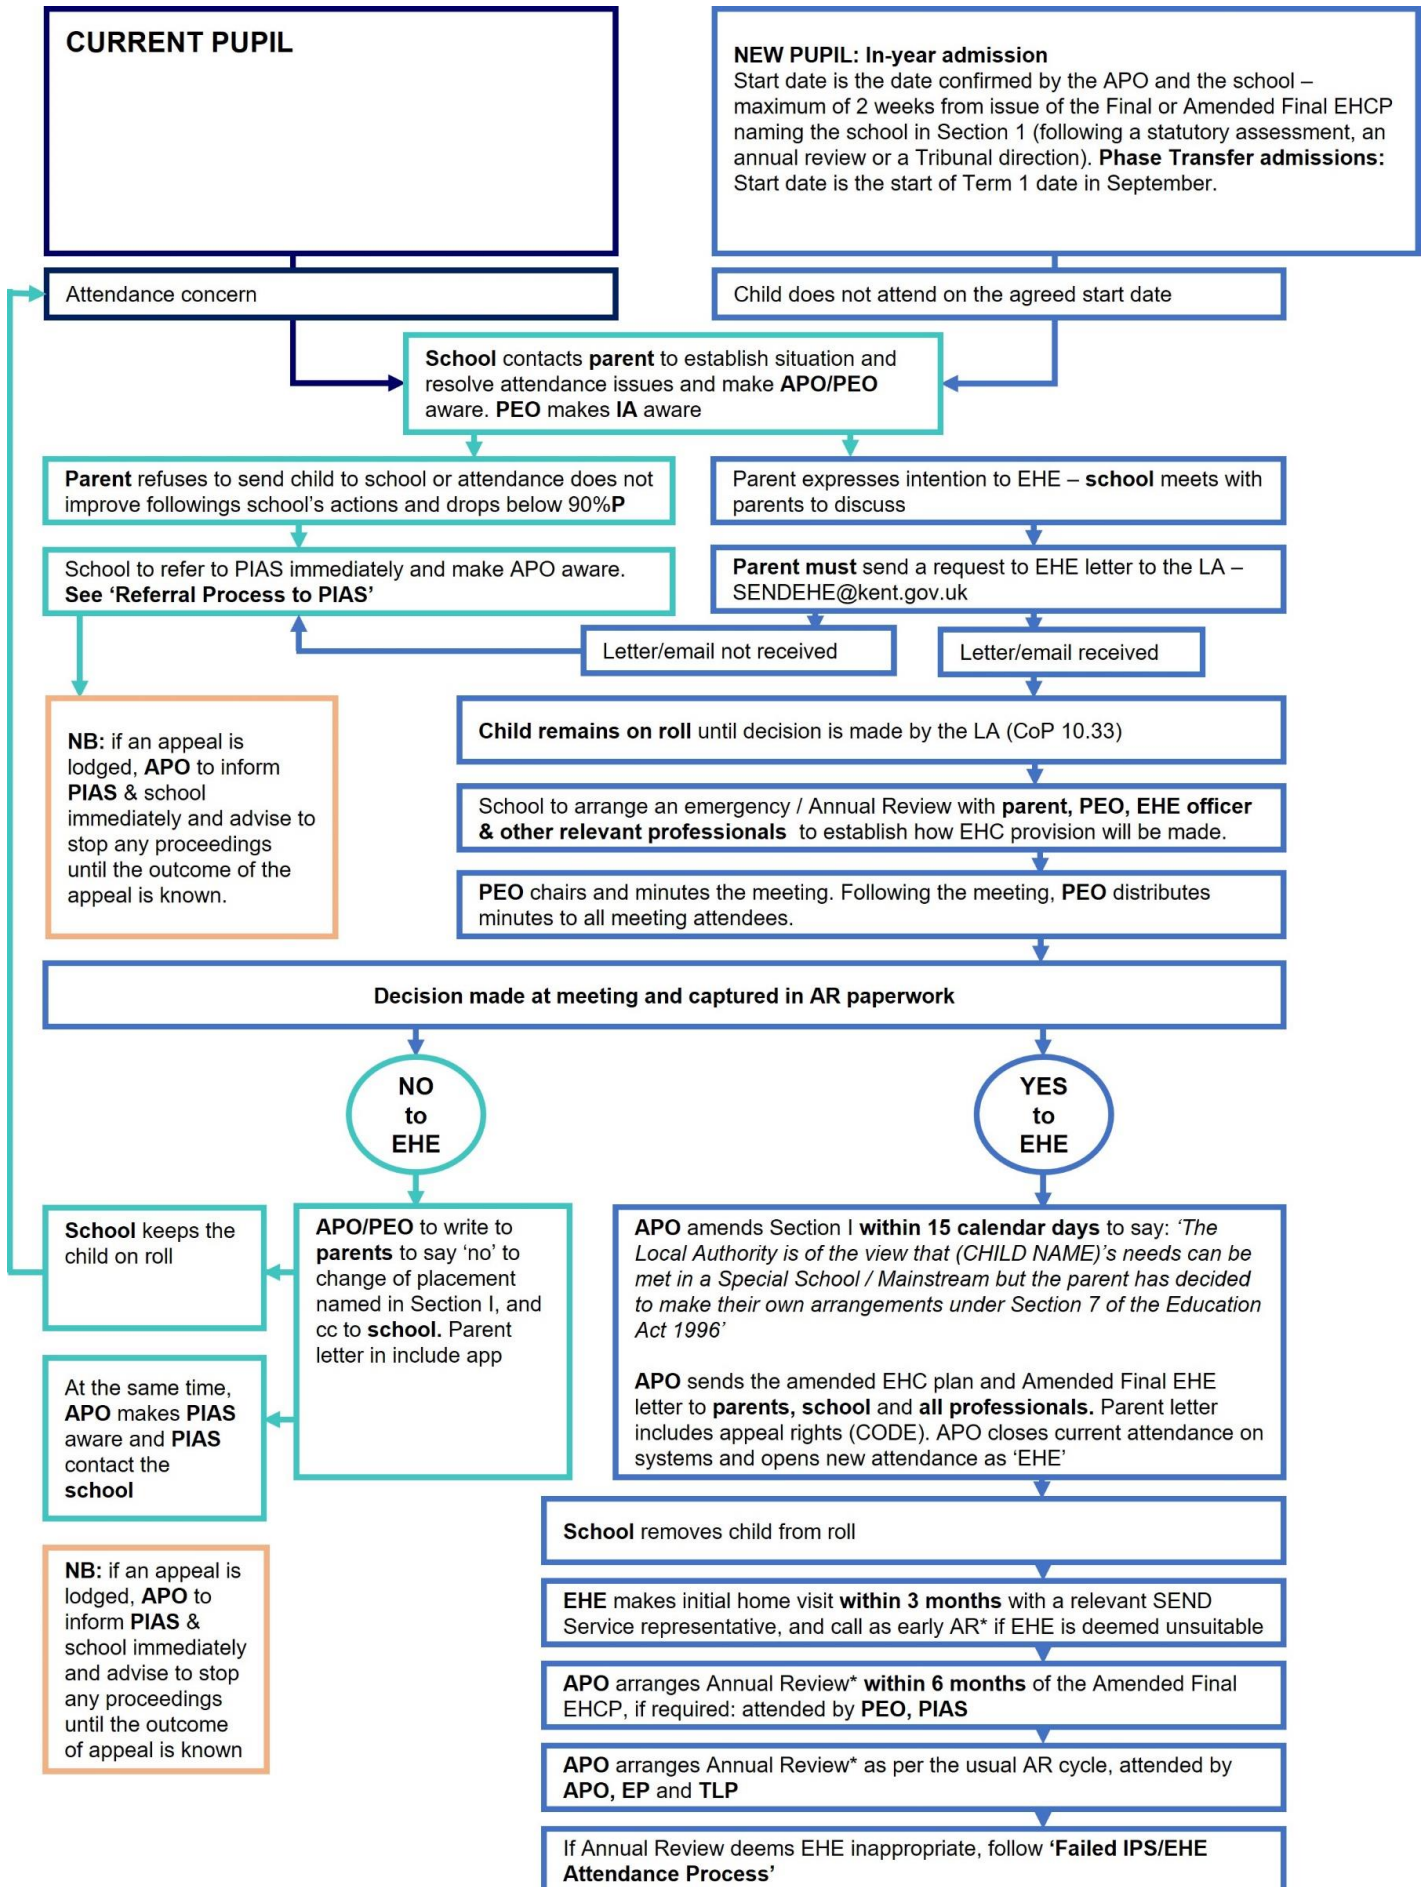 CURRENT PUPIL
NEW PUPIL: In-year admission
Start date is the date confirmed by the APO and the school –
maximum of 2 weeks from issue of the Final or Amended Final EHCP
naming the school in Section 1 (following a statutory assessment, an
annual review or a Tribunal direction). Phase Transfer admissions:
Start date is the start of Term 1 date in September.
Attendance concern
Child does not attend on the agreed start date
School contacts parent to establish situation and
resolve attendance issues and make APO/PEO
aware. PEO makes IA aware
Parent refuses to send child to school or attendance does not
improve followings school's actions and drops below 90%P
Parent expresses intention to EHE – school meets with
parents to discuss
School to refer to PIAS immediately and make APO aware.
See ‘Referral Process to PIAS’
Parent must send a request to EHE letter to the LA –
SENDEHE@kent.gov.uk
Letter/email not received
Letter/email received
NB: if an appeal is
lodged, APO to inform
PIAS & school
immediately and advise to
stop any proceedings
until the outcome of the
appeal is known.
Child remains on roll until decision is made by the LA (CoP 10.33)
School to arrange an emergency / Annual Review with parent, PEO, EHE officer
& other relevant professionals to establish how EHC provision will be made.
PEO chairs and minutes the meeting. Following the meeting, PEO distributes
minutes to all meeting attendees.
Decision made at meeting and captured in AR paperwork
NO
to
EHE
YES
to
EHE
School keeps the
child on roll
APO/PEO to write to
parents to say ‘no’ to
change of placement
named in Section I, and
cc to school. Parent
letter in include app
At the same time,
APO makes PIAS
aware and PIAS
contact the
school
NB: if an appeal is
lodged, APO to
inform PIAS &
school immediately
and advise to stop
any proceedings
until the outcome
of appeal is known
APO amends Section I within 15 calendar days to say: ‘The
Local Authority is of the view that (CHILD NAME)’s needs can be
met in a Special School / Mainstream but the parent has decided
to make their own arrangements under Section 7 of the Education
Act 1996’
APO sends the amended EHC plan and Amended Final EHE
letter to parents, school and all professionals. Parent letter
includes appeal rights (CODE). APO closes current attendance on
systems and opens new attendance as ‘EHE’
School removes child from roll
EHE makes initial home visit within 3 months with a relevant SEND
Service representative, and call as early AR* if EHE is deemed unsuitable
APO arranges Annual Review* within 6 months of the Amended Final
EHCP, if required: attended by PEO, PIAS
APO arranges Annual Review* as per the usual AR cycle, attended by
APO, EP and TLP
If Annual Review deems EHE inappropriate, follow ‘Failed IPS/EHE
Attendance Process’